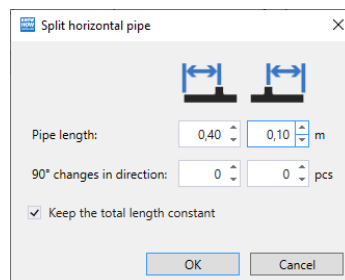 Split horizontal pipe
Pipe length: 0,40 0,10 m
90° changes in direction: 0 0 pcs
Keep the total length constant
OK Cancel